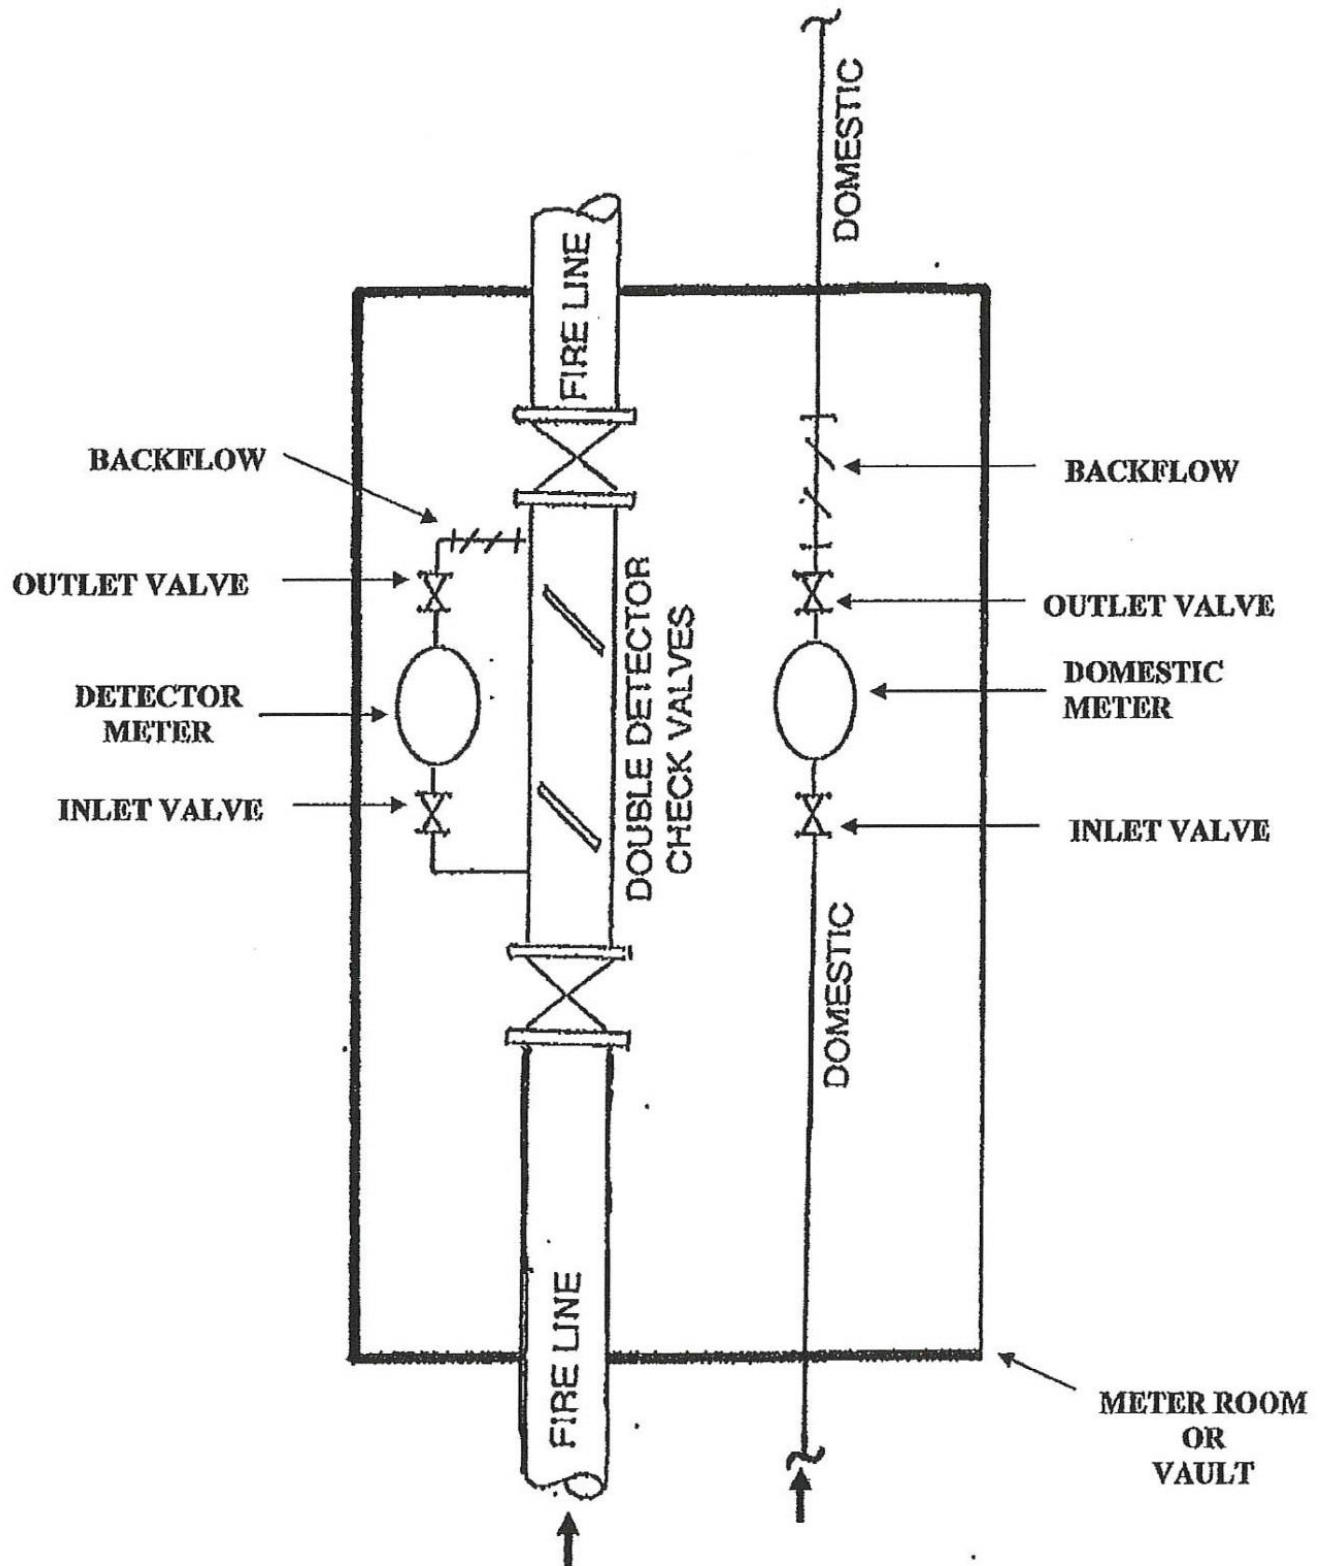 DOMESTIC
FIRE LINE
BACKFLOW
BACKFLOW
OUTLET VALVE
OUTLET VALVE
DOUBLE DETECTOR
CHECK VALVES
DETECTOR
METER
DOMESTIC
METER
INLET VALVE
INLET VALVE
DOMESTIC
FIRE LINE
METER ROOM
OR
VAULT